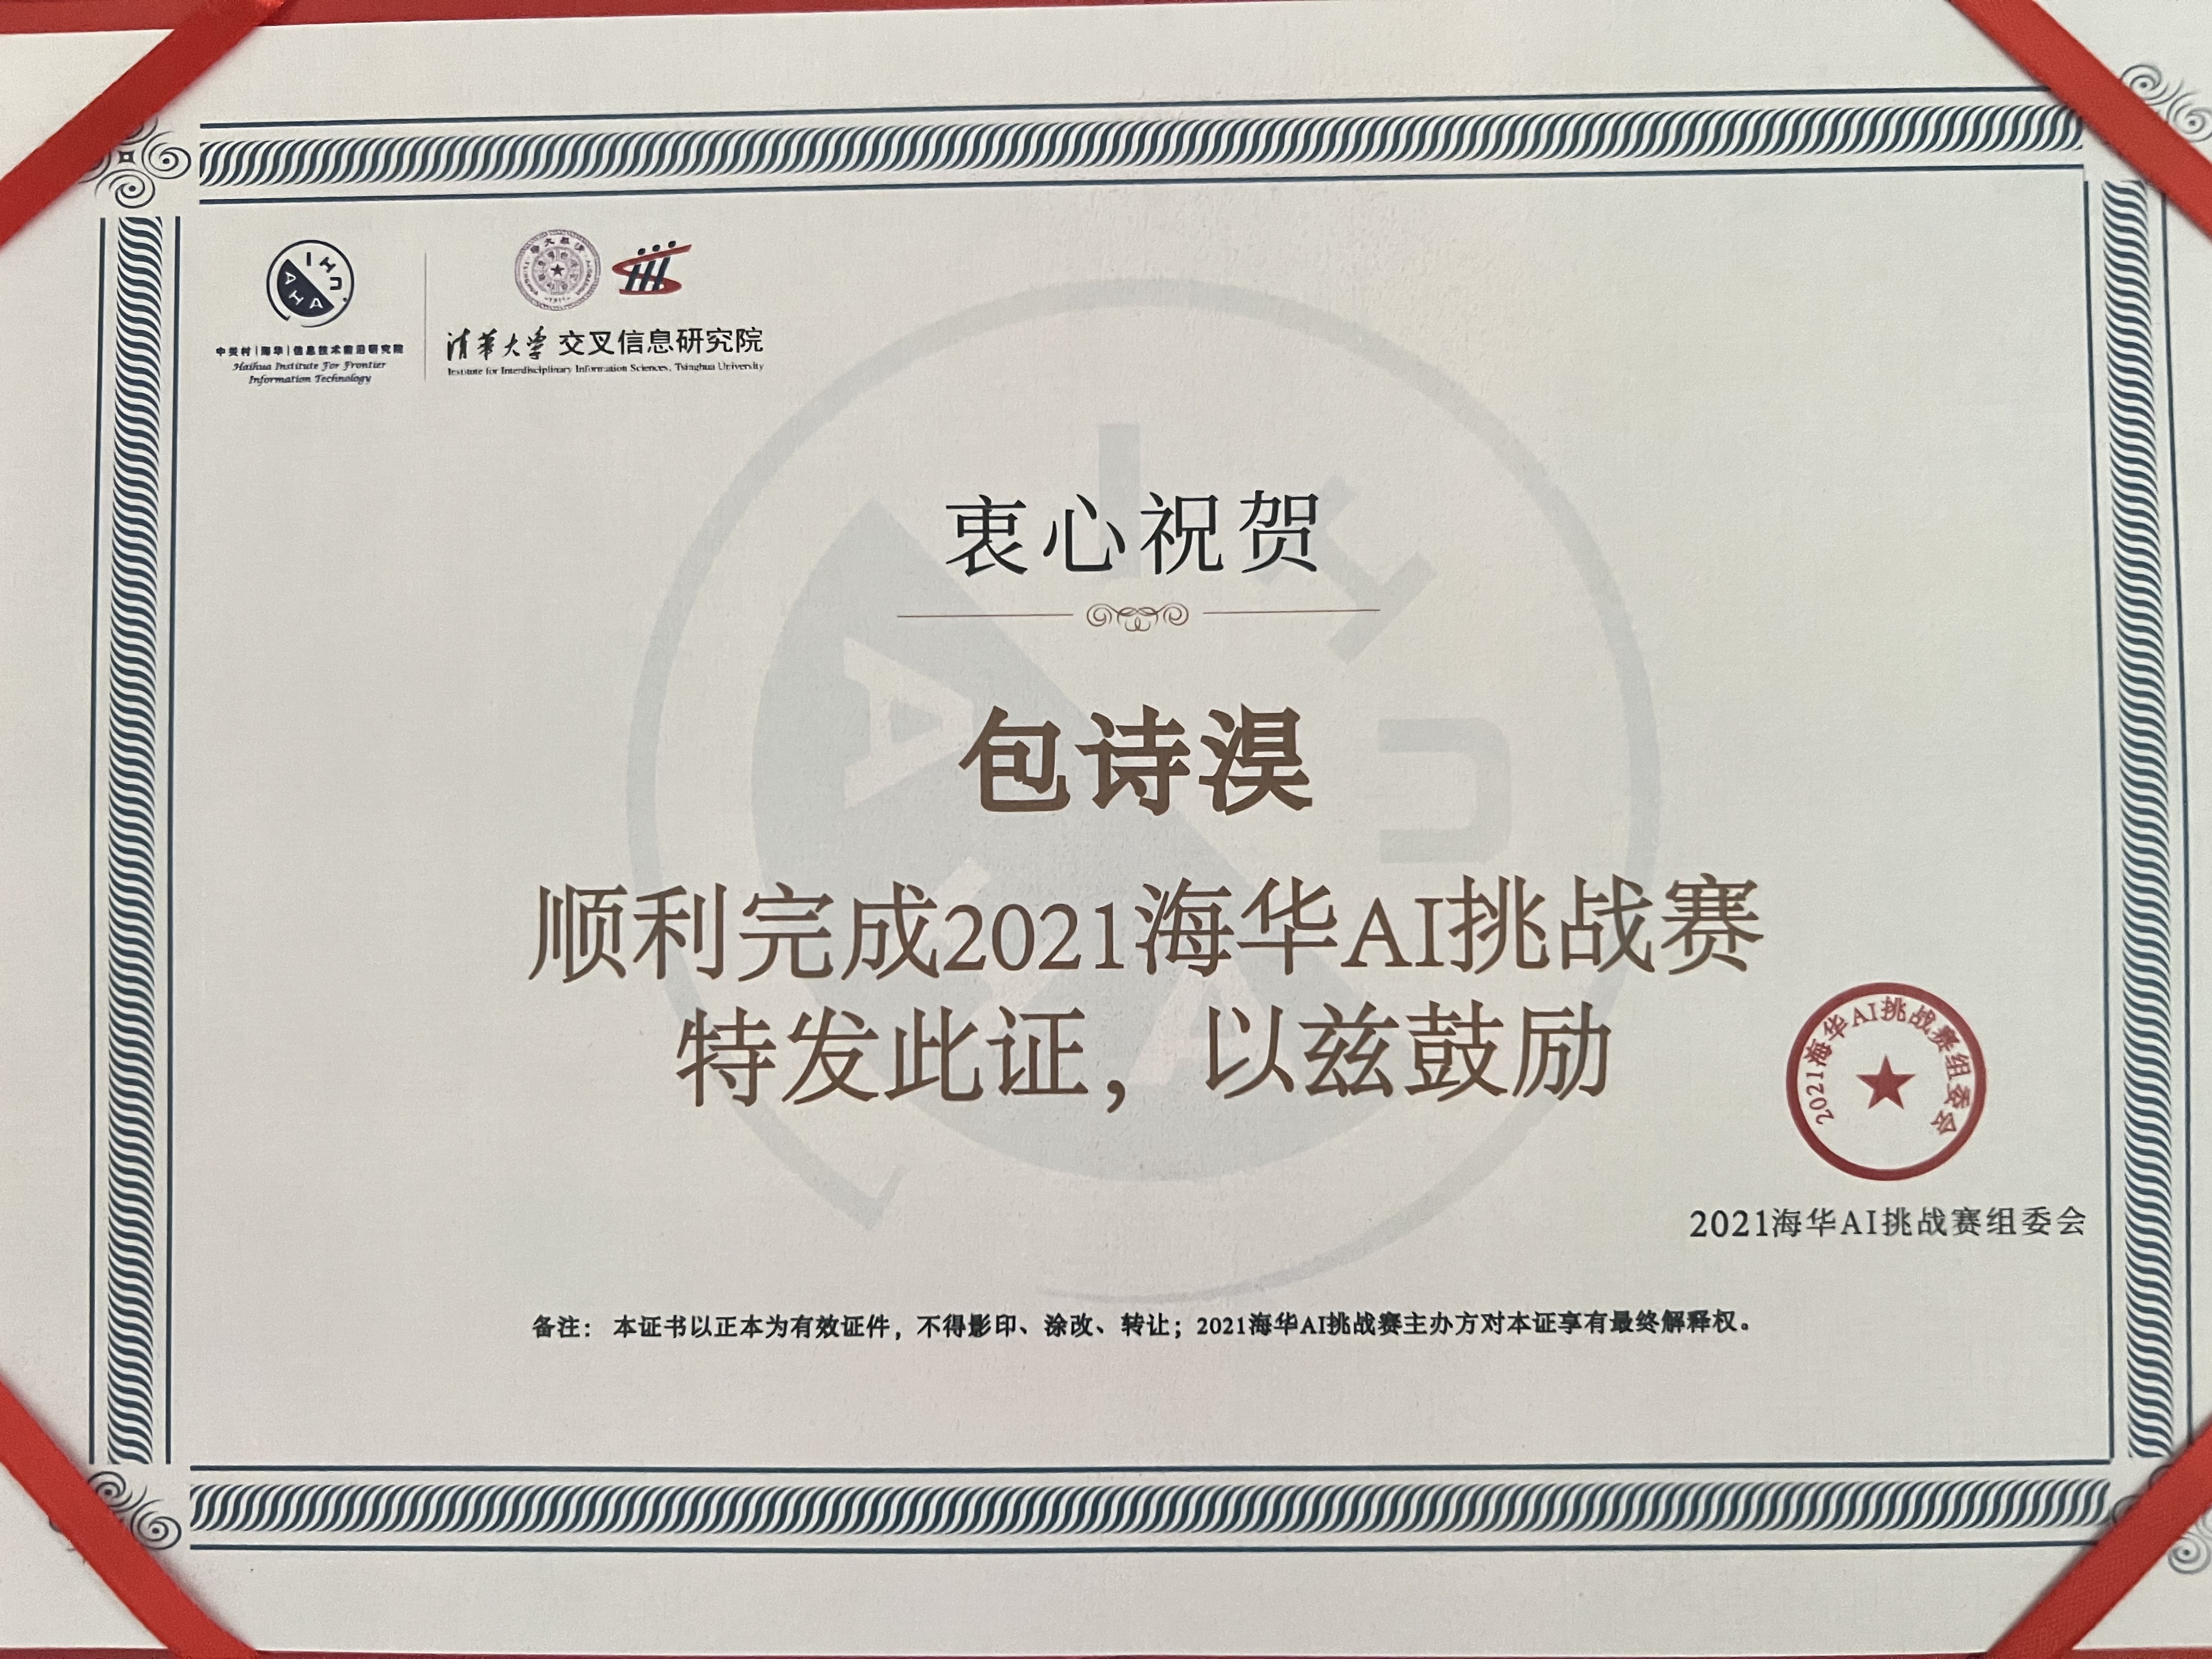 中关村|海华|信息技术前沿研究院
Haihua Institute For Frontier
Information Technology
清华大学 交叉信息研究院
Institute for Interdisciplinary Information Sciences, Tsinghua University
衷心祝贺
包诗淏
顺利完成2021海华AI挑战赛
特发此证，以兹鼓励
2021海华AI挑战赛组委会
2021海华AI挑战赛组委会
备注： 本证书以正本为有效证件，不得影印、涂改、转让；2021海华AI挑战赛主办方对本证享有最终解释权。